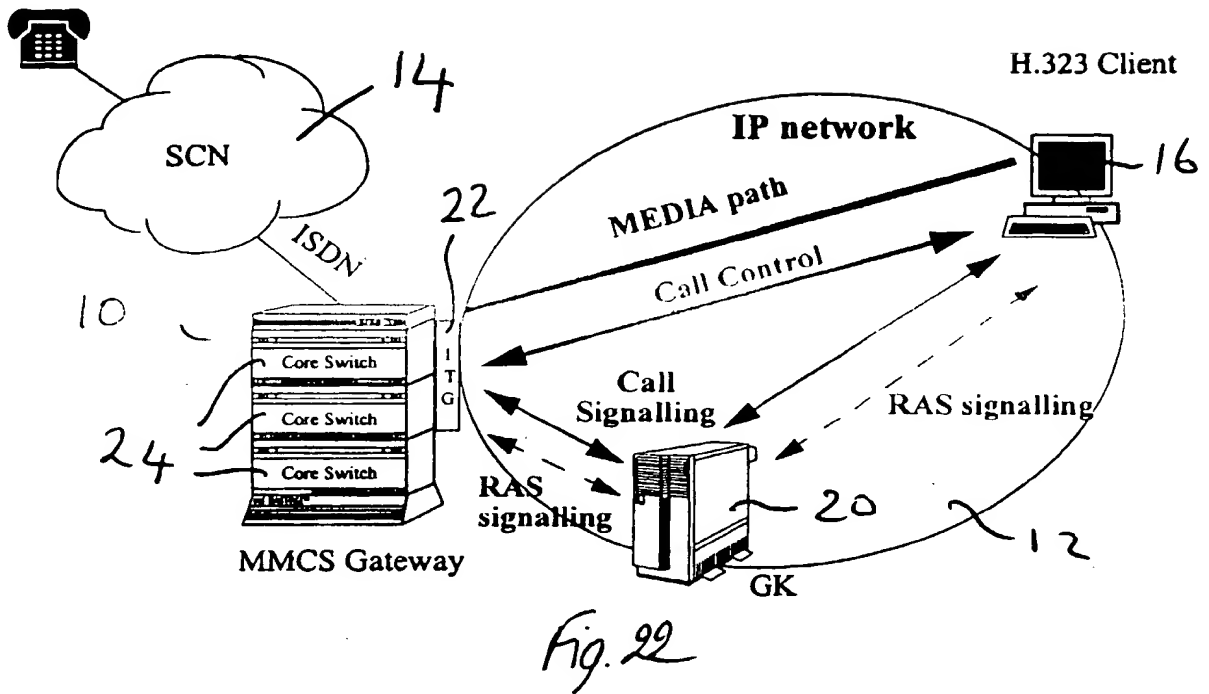 H.323 Client
14
SCN
IP network
16
MEDIA path
22
ISDN
Call Control
10
Core Switch
I
T
G
Call
Signalling
RAS signalling
Core Switch
24
Core Switch
RAS
signalling
20
12
MMCS Gateway
GK
Fig. 22